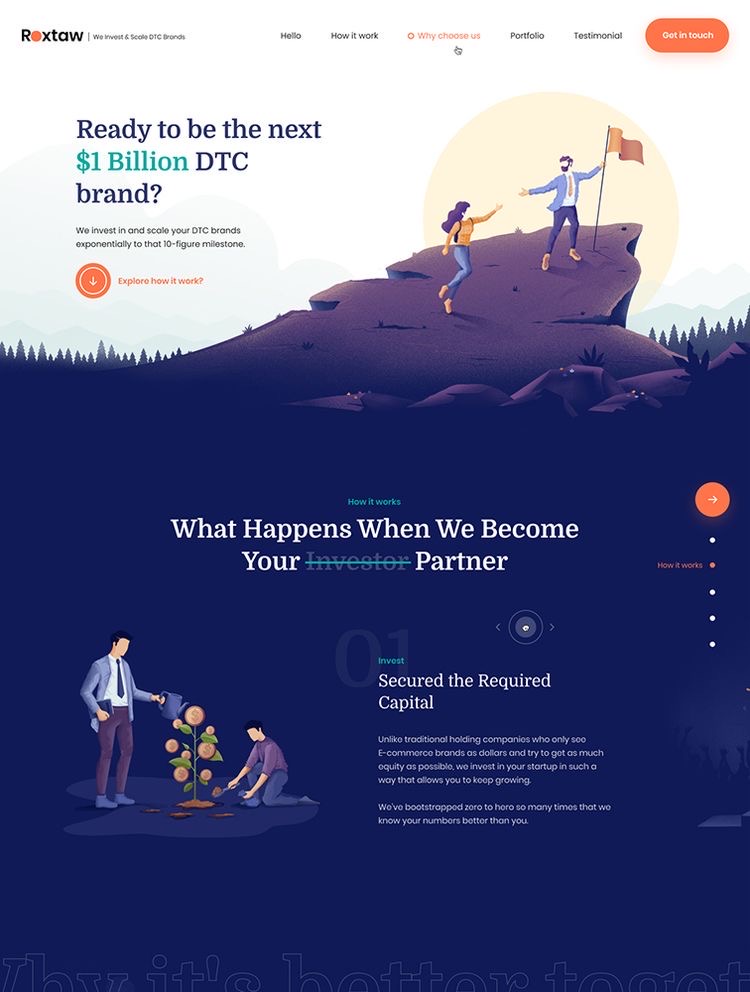 Roxtaw | We Invest & Scale DTC Brands
Hello
How it work
Why choose us
Portfolio
Testimonial
Get in touch
Ready to be the next
$1 Billion DTC
brand?
We invest in and scale your DTC brands
exponentially to that 10-figure milestone.
Explore how it work?
How it works
What Happens When We Become
Your Investor Partner
How it works
01
Invest
Secured the Required
Capital
Unlike traditional holding companies who only see
E-commerce brands as dollars and try to get as much
equity as possible, we invest in your startup in such a
way that allows you to keep growing.
We've bootstrapped zero to hero so many times that we
know your numbers better than you.
Why it's better toget